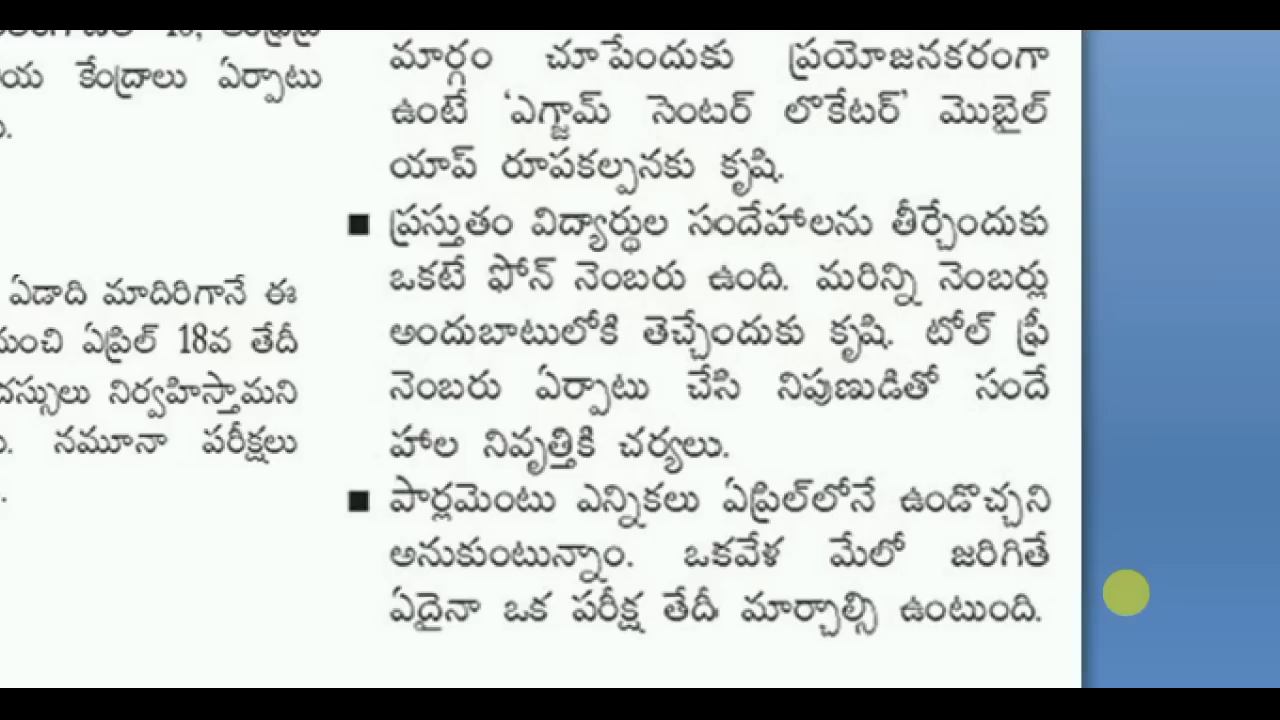 య కేంద్రాలు ఏర్పాటు
ఏడాది మాదిరిగానే ఈ
నుంచి ఏప్రిల్ 18వ తేదీ
దస్సులు నిర్వహిస్తామని
నమూనా పరీక్షలు
మార్గం చూపేందుకు ప్రయోజనకరంగా
ఉంటే ‘ఎగ్జామ్ సెంటర్ లొకేటర్’ మొబైల్
యాప్ రూపకల్పనకు కృషి.
■ ప్రస్తుతం విద్యార్థుల సందేహాలను తీర్చేందుకు
ఒకటే ఫోన్ నెంబరు ఉంది. మరిన్ని నెంబర్లు
అందుబాటులోకి తెచ్చేందుకు కృషి. టోల్ ఫ్రీ
నెంబరు ఏర్పాటు చేసి నిపుణుడితో సందే
హాల నివృత్తికి చర్యలు.
■ పార్లమెంటు ఎన్నికలు ఏప్రిల్‌లోనే ఉండొచ్చని
అనుకుంటున్నాం. ఒకవేళ మేలో జరిగితే
ఏదైనా ఒక పరీక్ష తేదీ మార్చాల్సి ఉంటుంది.